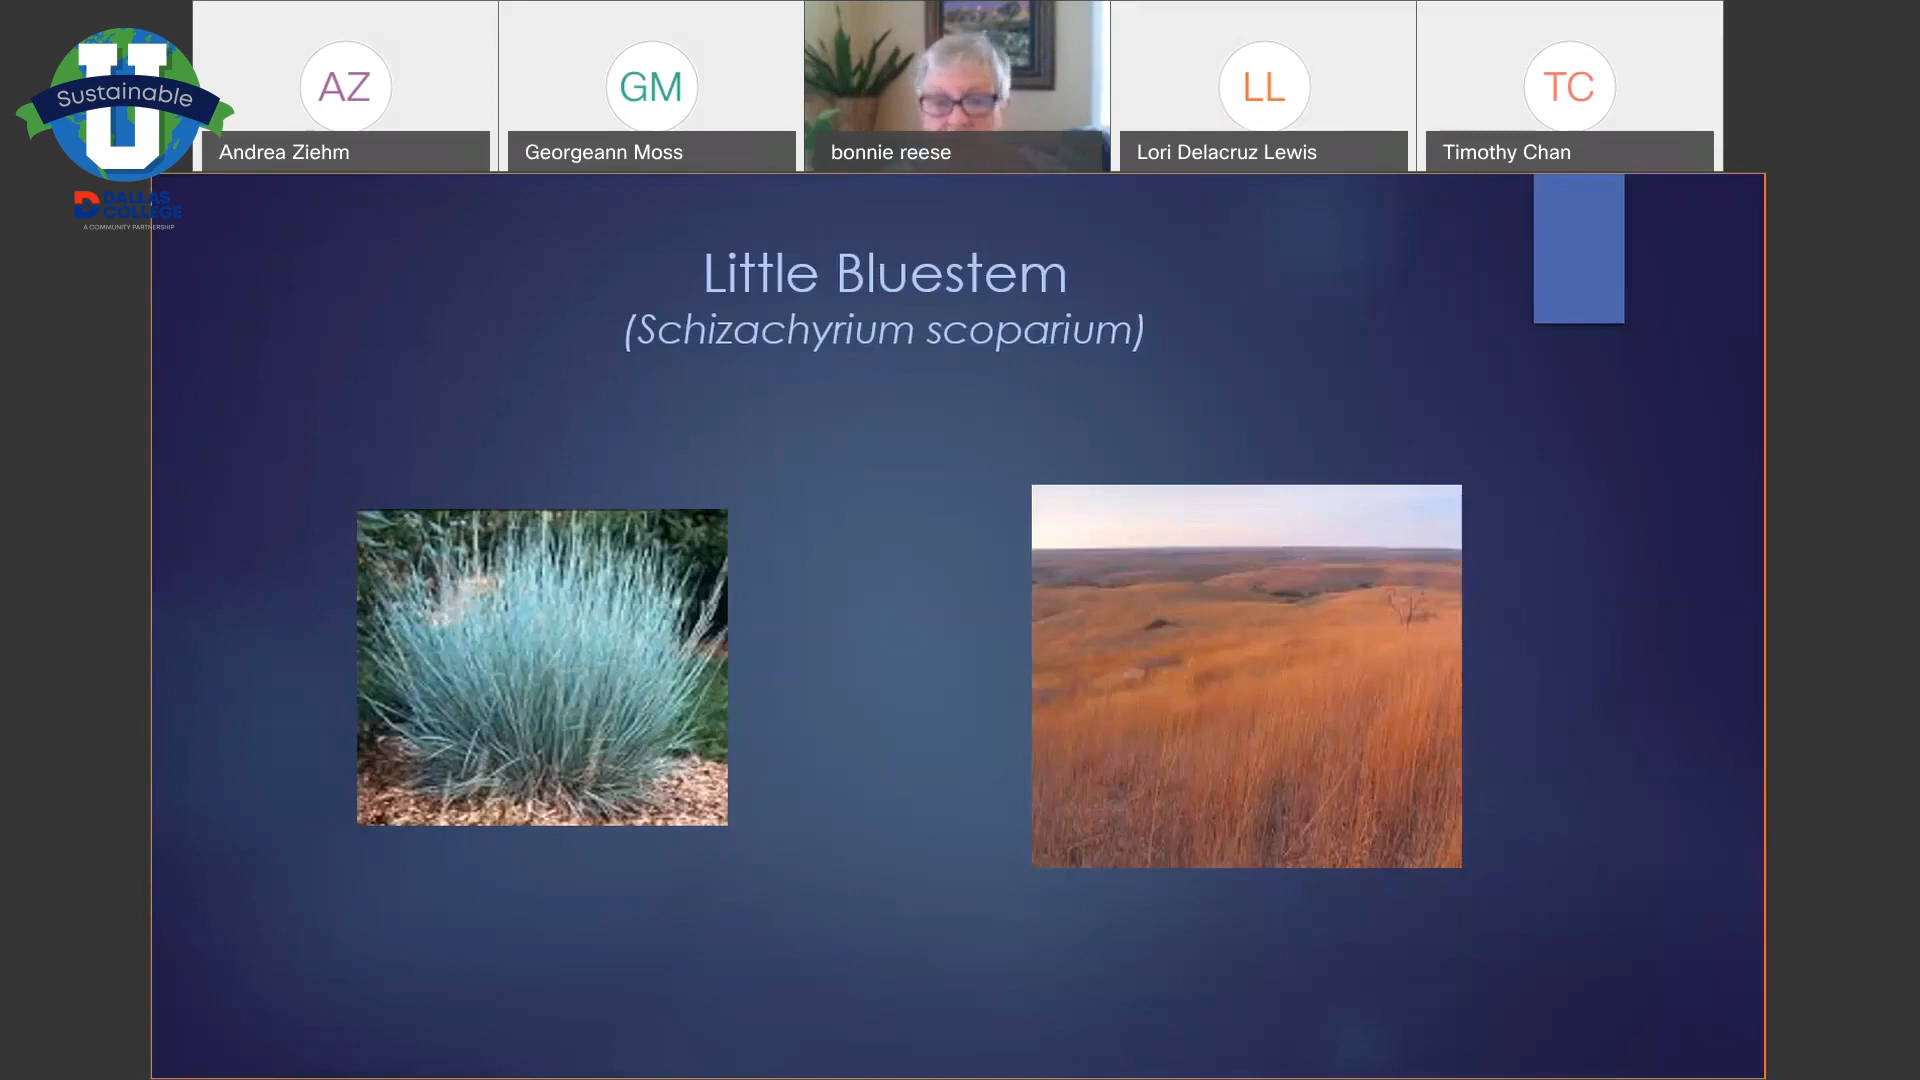 U
Sustainable
DALLAS
COLLEGE
A COMMUNITY PARTNERSHIP
AZ
Andrea Ziehm
GM
Georgeann Moss
bonnie reese
LL
Lori Delacruz Lewis
TC
Timothy Chan
Little Bluestem
(Schizachyrium scoparium)